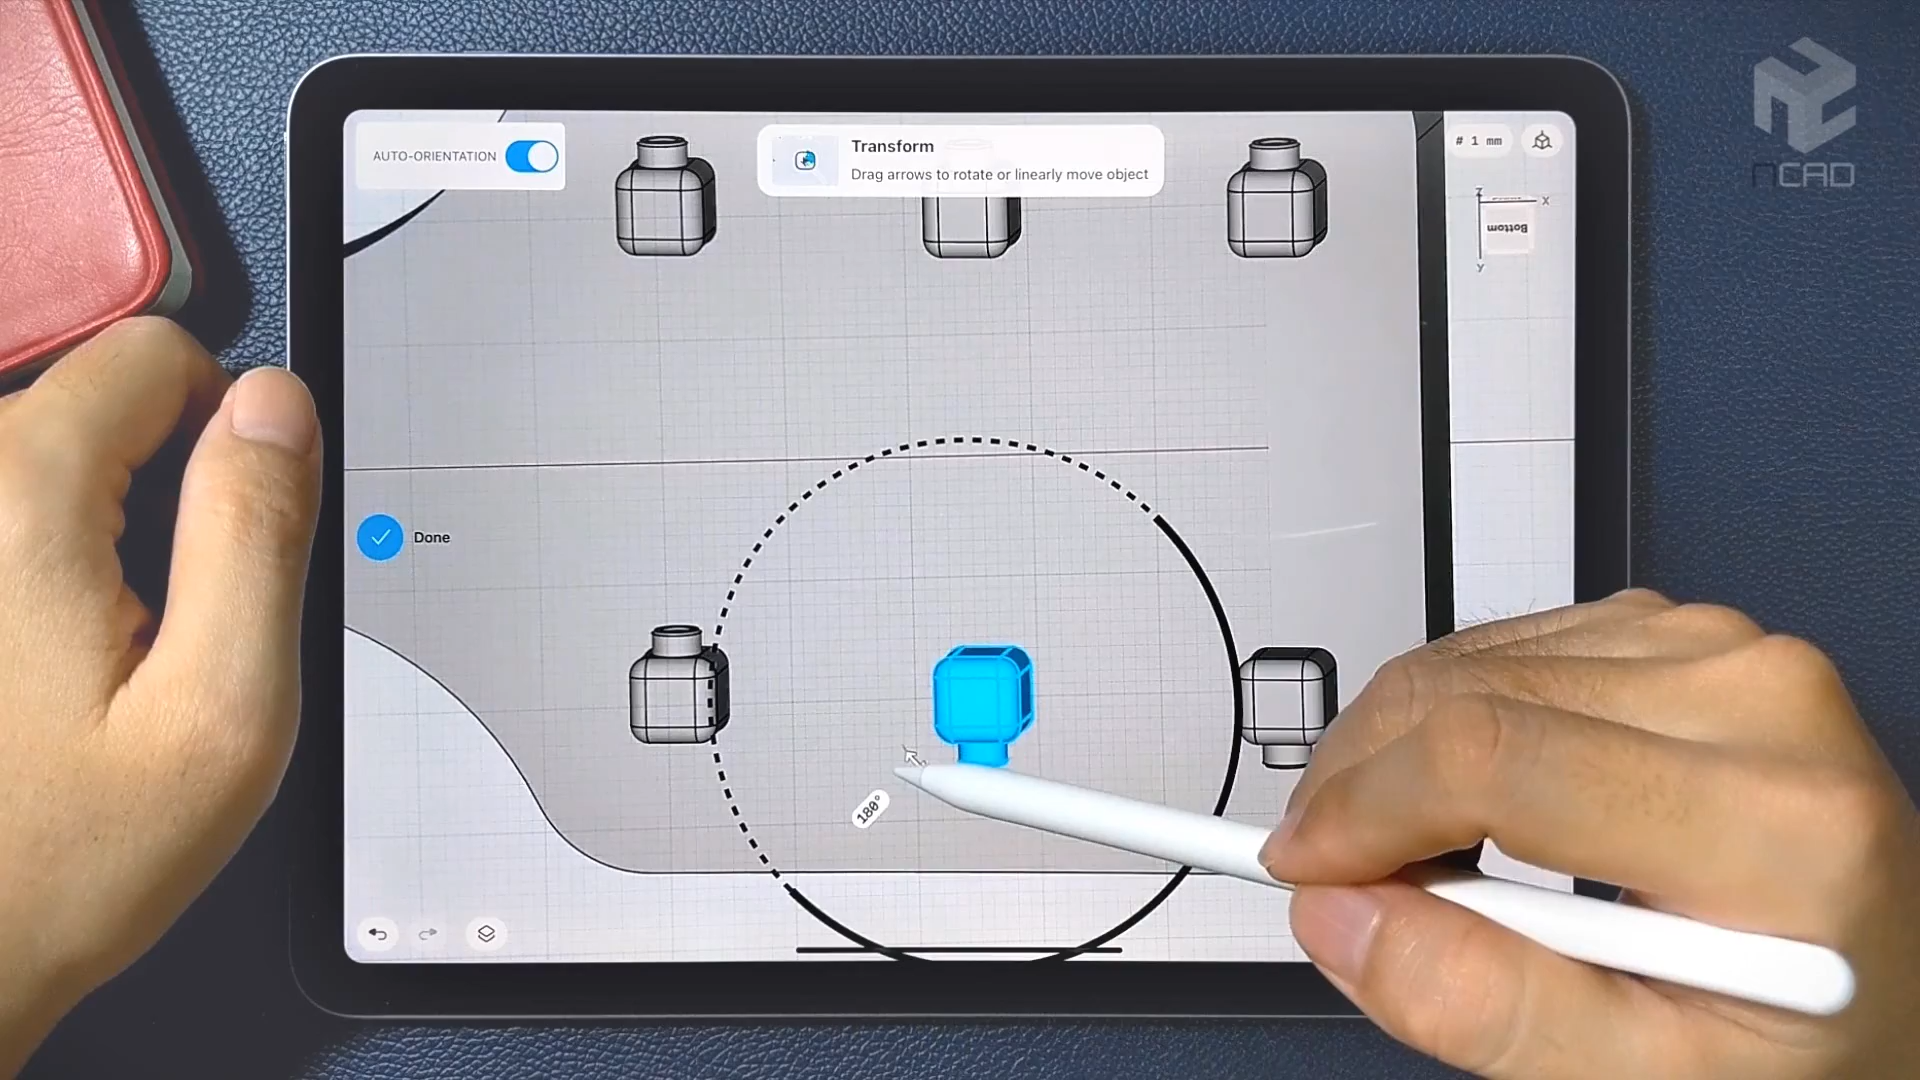 AUTO-ORIENTATION
Transform
Drag arrows to rotate or linearly move object
# 1 mm
nCAD
Z
X
Bottom
Y
Done
180°